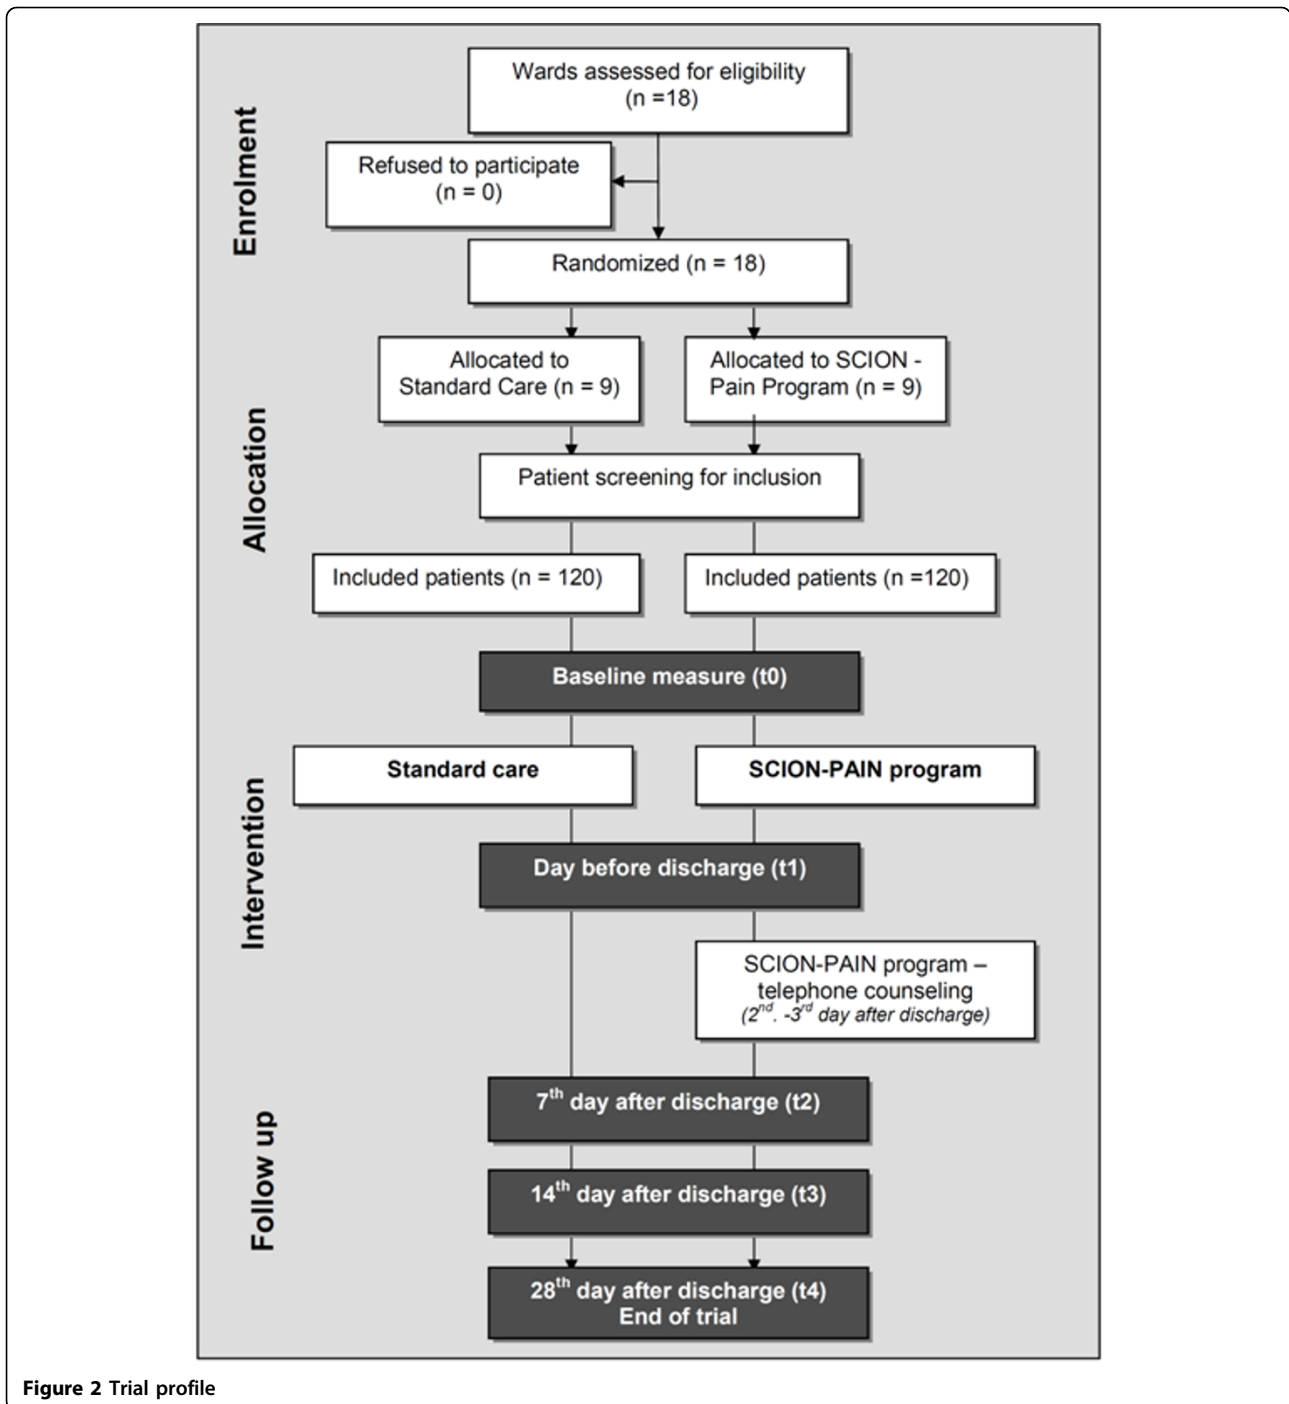 Enrolment
Wards assessed for eligibility
(n =18)
Refused to participate
(n = 0)
Randomized (n = 18)
Allocation
Allocated to
Standard Care (n = 9)
Allocated to SCION -
Pain Program (n = 9)
Patient screening for inclusion
Included patients (n = 120)
Included patients (n =120)
Baseline measure (t0)
Intervention
Standard care
SCION-PAIN program
Day before discharge (t1)
SCION-PAIN program –
telephone counseling
(2nd. -3rd day after discharge)
Follow up
7th day after discharge (t2)
14th day after discharge (t3)
28th day after discharge (t4)
End of trial
Figure 2 Trial profile